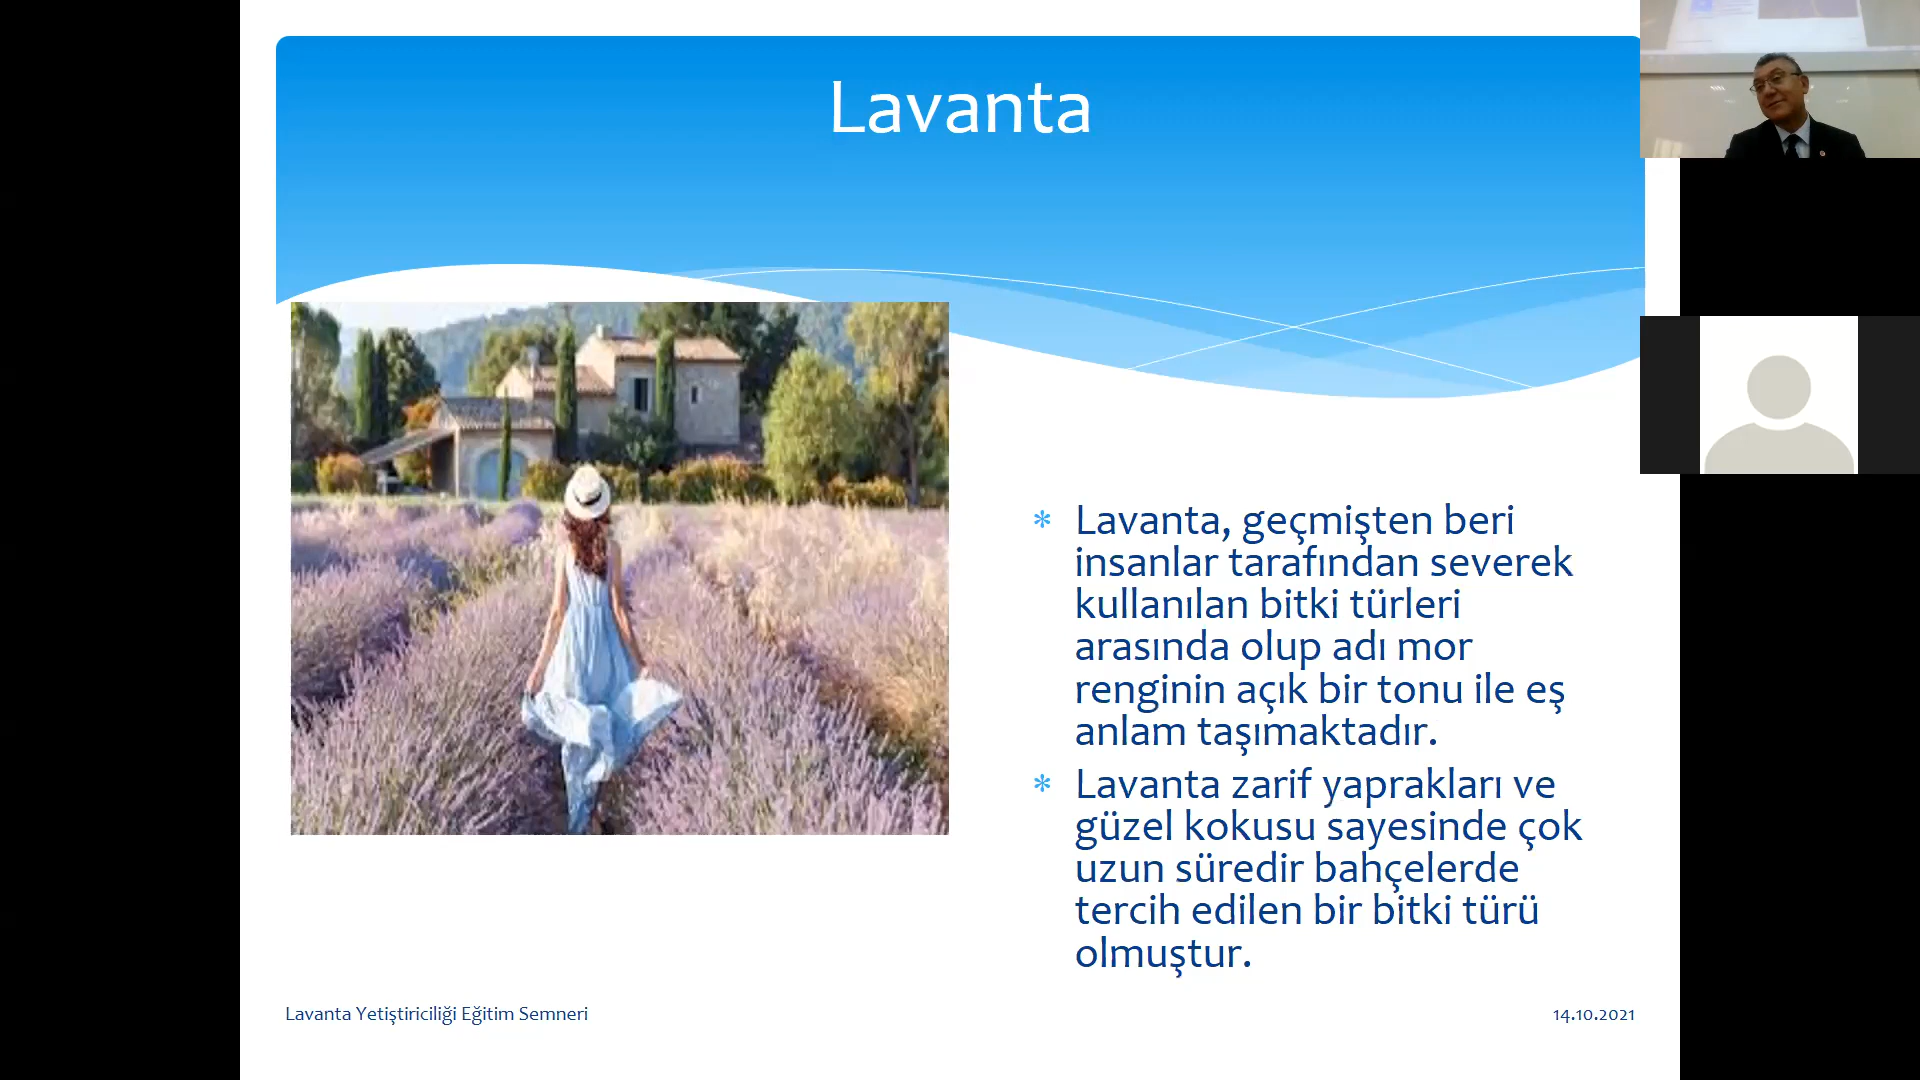 Lavanta
* Lavanta, geçmişten beri
insanlar tarafından severek
kullanılan bitki türleri
arasında olup adı mor
renginin açık bir tonu ile eş
anlam taşımaktadır.
* Lavanta zarif yaprakları ve
güzel kokusu sayesinde çok
uzun süredir bahçelerde
tercih edilen bir bitki türü
olmuştur.
Lavanta Yetiştiriciliği Eğitim Semneri
14.10.2021